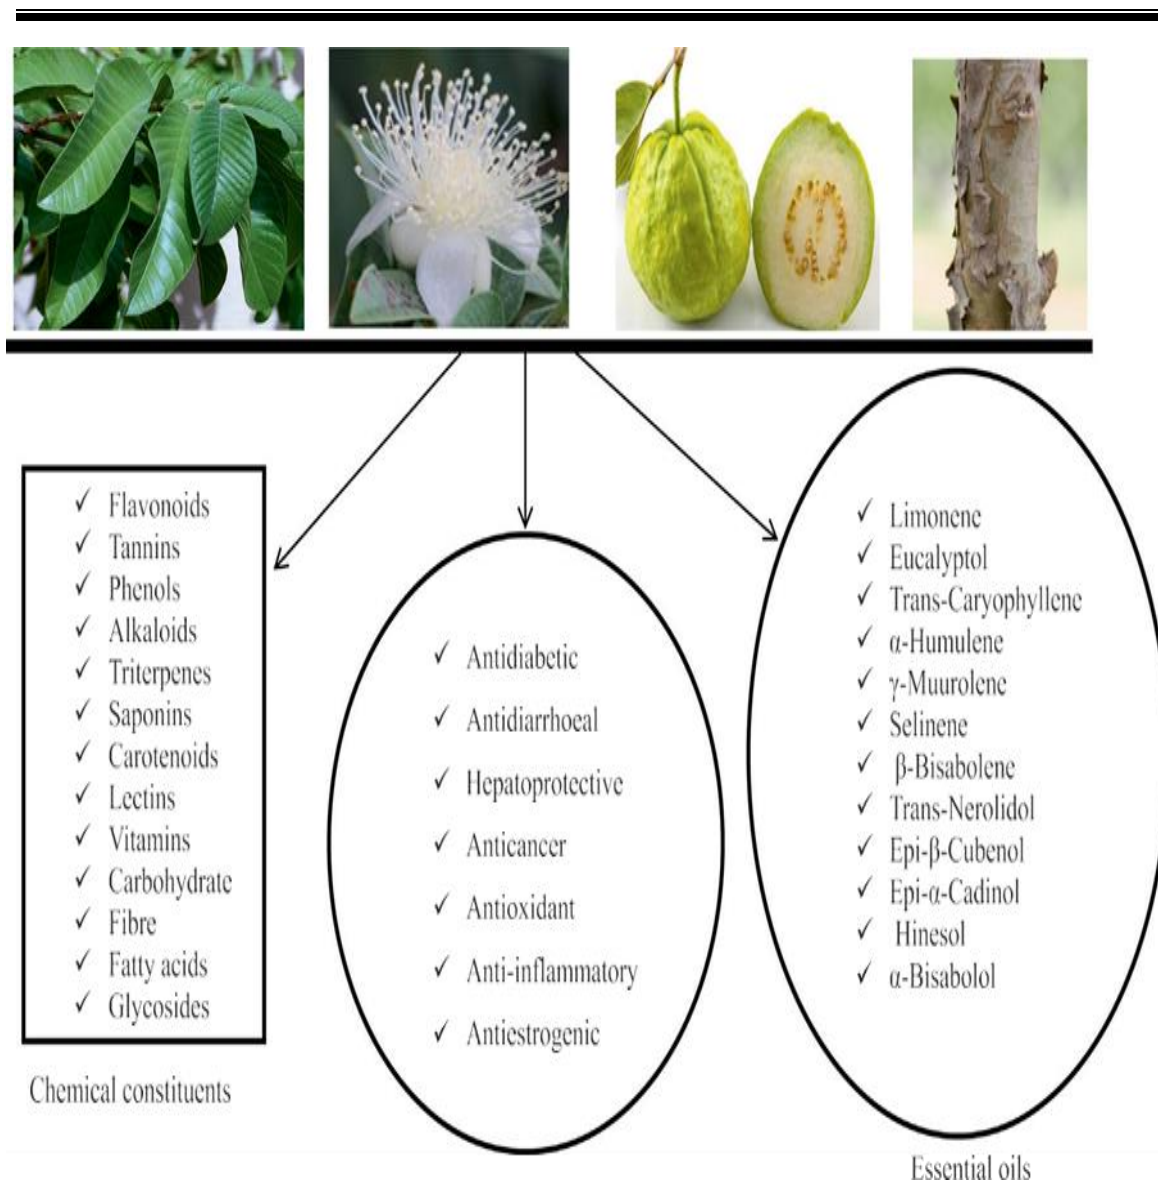 Flavonoids
Tannins
Phenols
Alkaloids
Triterpenes
Saponins
Carotenoids
Lectins
Vitamins
Carbohydrate
Fibre
Fatty acids
Glycosides
Chemical constituents
Antidiabetic
Antidiarrhoeal
Hepatoprotective
Anticancer
Antioxidant
Anti-inflammatory
Antiestrogenic
Limonene
Eucalyptol
Trans-Caryophyllene
α-Humulene
γ-Muurolene
Selinene
β-Bisabolene
Trans-Nerolidol
Epi-β-Cubenol
Epi-α-Cadinol
Hinesol
α-Bisabolol
Essential oils